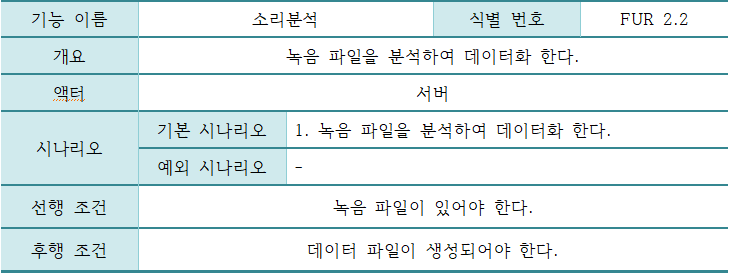 기능 이름 소리분석 식별 번호 FUR 2.2
개요 녹음 파일을 분석하여 데이터화 한다.
액터 서버
시나리오 기본 시나리오 1. 녹음 파일을 분석하여 데이터화 한다.
예외 시나리오 -
선행 조건 녹음 파일이 있어야 한다.
후행 조건 데이터 파일이 생성되어야 한다.